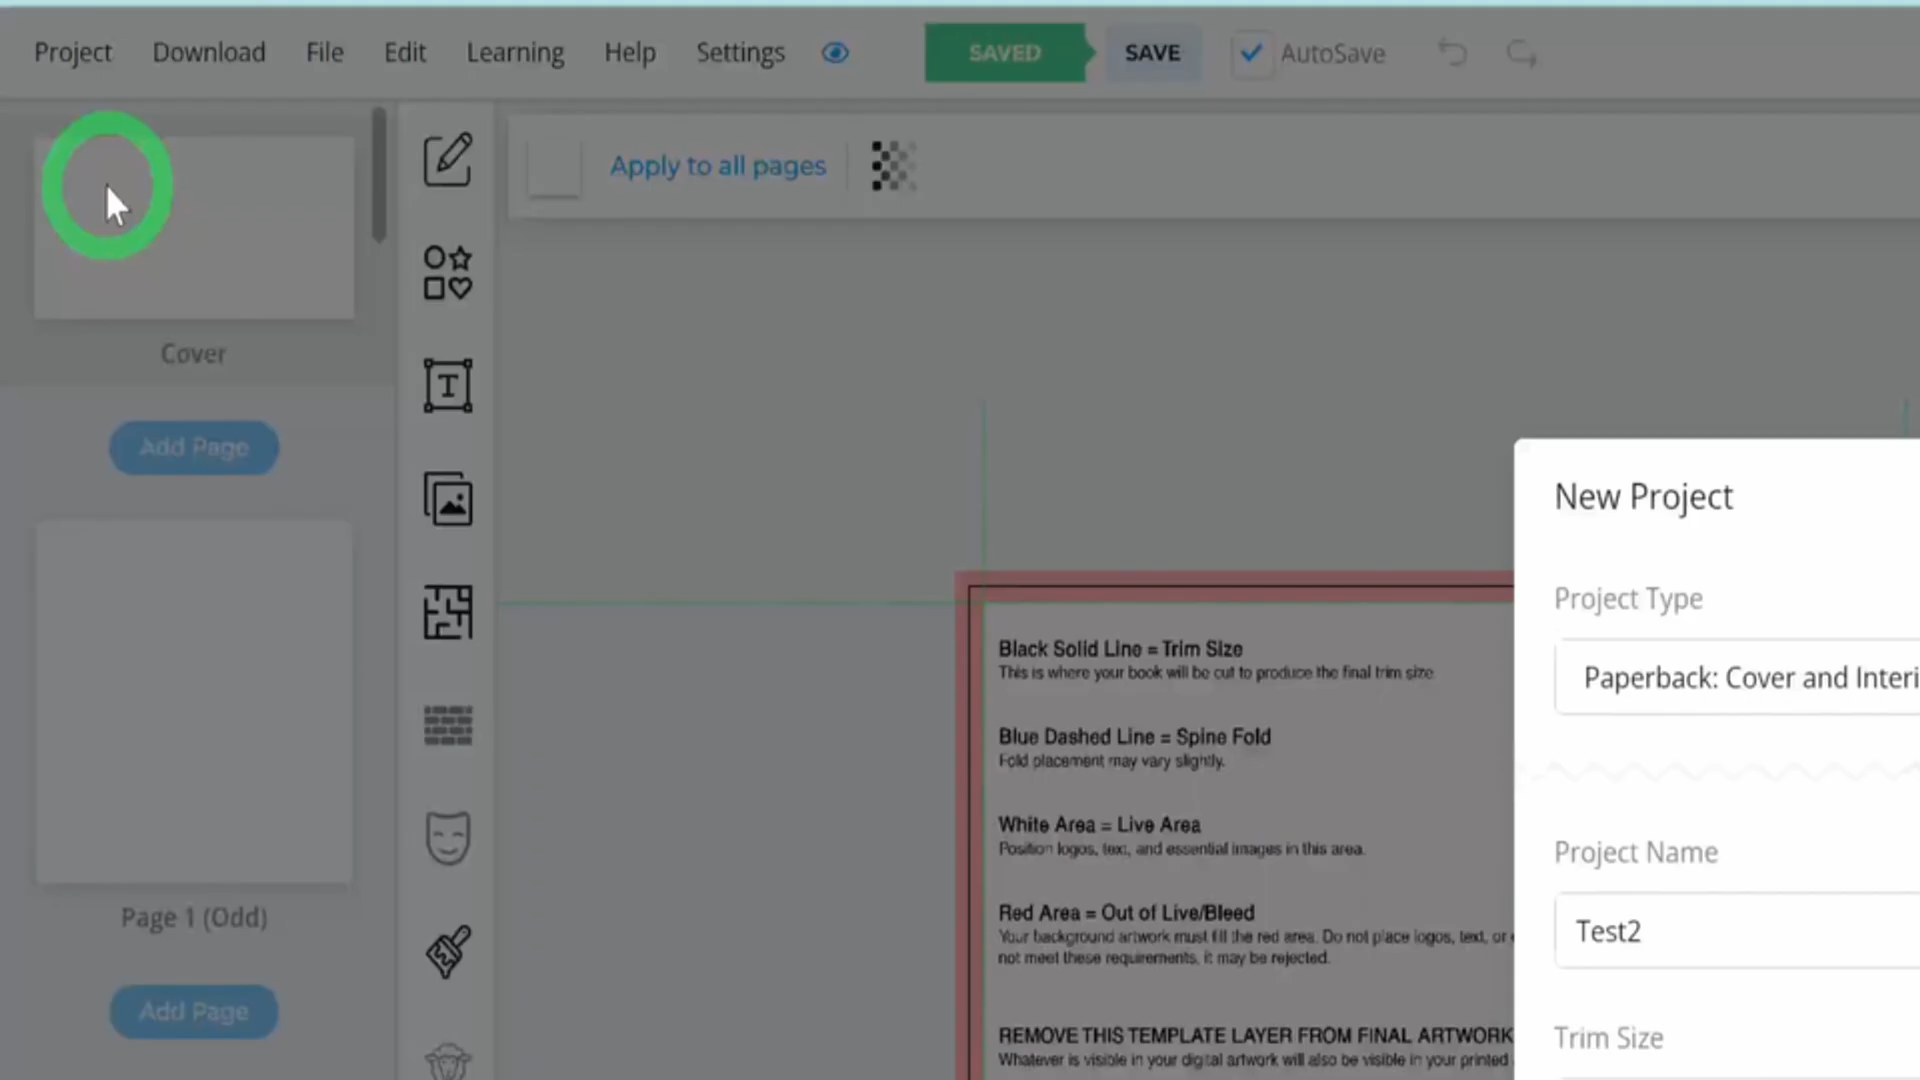 Project Download File Edit Learning Help Settings SAVED SAVE AutoSave
Apply to all pages
Cover
Add Page
Page 1 (Odd)
Add Page
Black Solid Line = Trim Size
This is where your book will be cut to produce the final trim size
Blue Dashed Line = Spine Fold
Fold placement may vary slightly.
White Area = Live Area
Position logos, text, and essential images in this area.
Red Area = Out of Live/Bleed
Your background artwork must fill the red area. Do not place logos, text, or
not meet these requirements, it may be rejected.
REMOVE THIS TEMPLATE LAYER FROM FINAL ARTWORK
Whatever is visible in your digital artwork will also be visible in your printed
New Project
Project Type
Paperback: Cover and Interi
Project Name
Test2
Trim Size